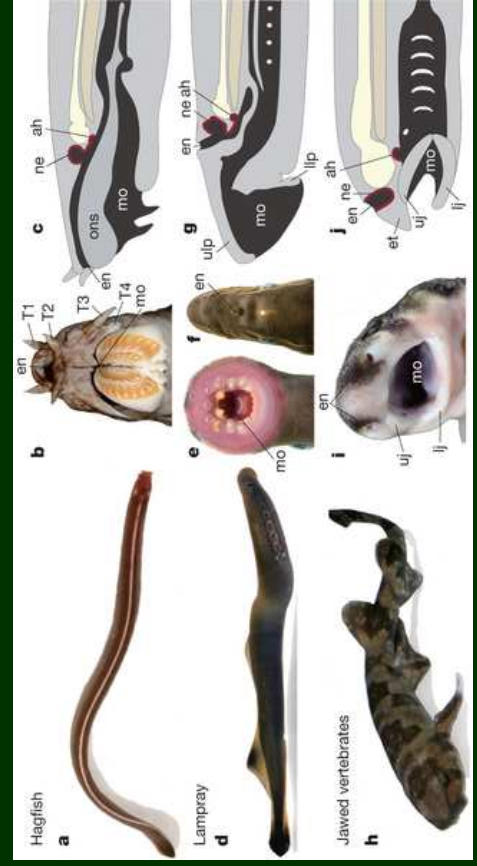 Hagfish
a
b
en
T1
T2
T3
T4
mo
c
ne
ah
ons
mo
en
Lampray
d
e
mo
f
en
g
en
ne
ah
ulp
mo
llp
Jawed vertebrates
h
i
en
uj
mo
lj
j
ah
ne
en
et
uj
mo
lj